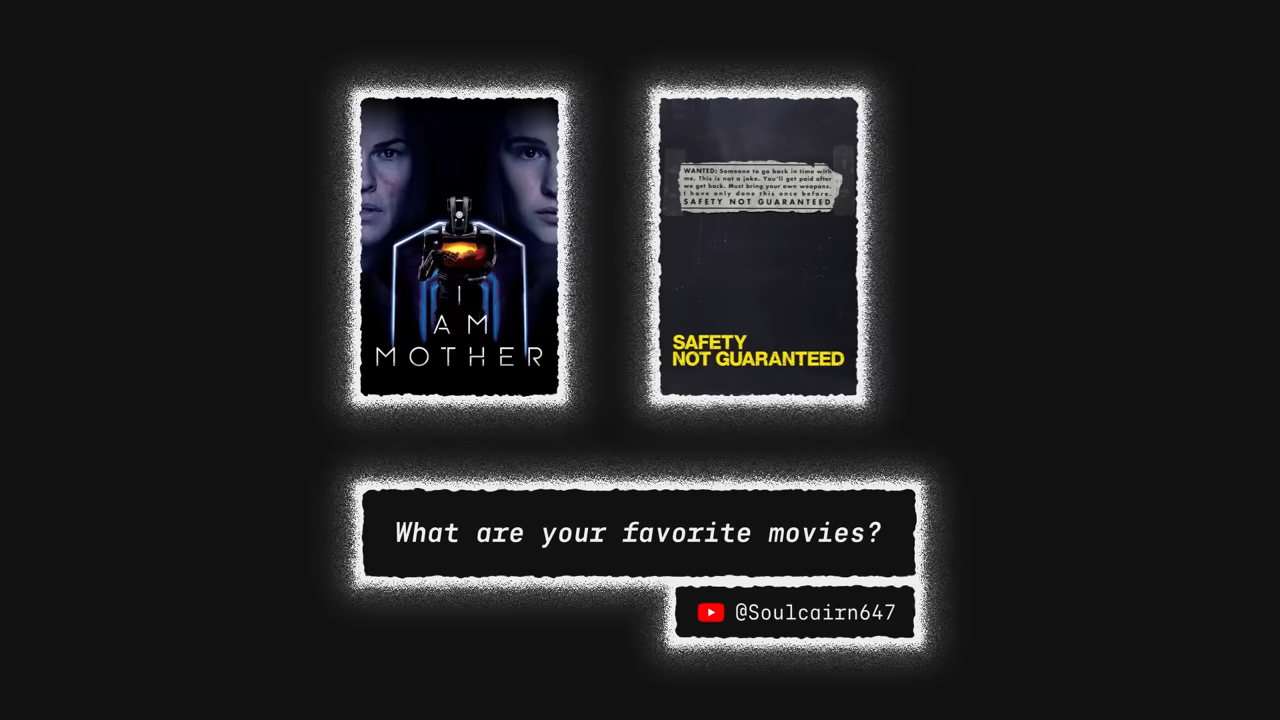 I
AM
MOTHER
WANTED: Someone to go back in time with
me. This is not a joke. You'll get paid after
we get back. Must bring your own weapons.
I have only done this once before.
SAFETY NOT GUARANTEED
SAFETY
NOT GUARANTEED
What are your favorite movies?
@Soulcairn647